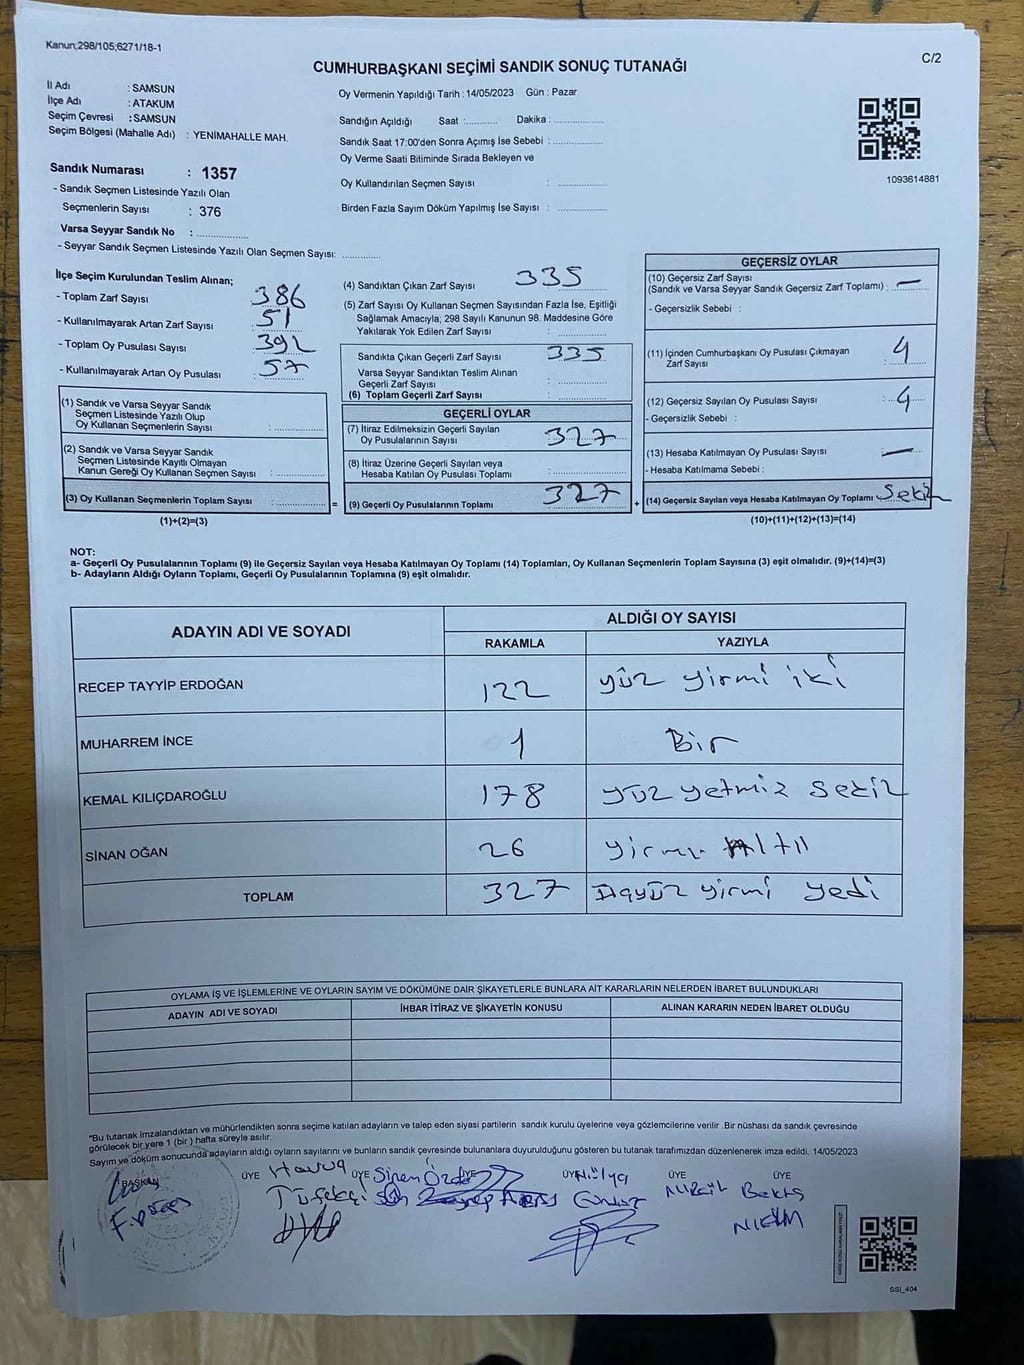 Kanun;298/105;6271/18-1
C/2
CUMHURBAŞKANI SEÇİMİ SANDIK SONUÇ TUTANAĞI
İl Adı : SAMSUN
İlçe Adı : ATAKUM
Seçim Çevresi : SAMSUN
Seçim Bölgesi (Mahalle Adı) : YENİMAHALLE MAH.
Sandık Numarası : 1357
- Sandık Seçmen Listesinde Yazılı Olan
Seçmenlerin Sayısı : 376
Varsa Seyyar Sandık No : ..............
- Seyyar Sandık Seçmen Listesinde Yazılı Olan Seçmen Sayısı: ............
Oy Vermenin Yapıldığı Tarih : 14/05/2023 Gün : Pazar
Sandığın Açıldığı Saat :.......... Dakika : ...............
Sandık Saat 17:00'den Sonra Açımış İse Sebebi : ...............
Oy Verme Saati Bitiminde Sırada Bekleyen ve
Oy Kullandırılan Seçmen Sayısı : ...............
Birden Fazla Sayım Döküm Yapılmış İse Sayısı : ...............
1093614881
İlçe Seçim Kurulundan Teslim Alınan;
- Toplam Zarf Sayısı : 386
- Kullanılmayarak Artan Zarf Sayısı : 51
- Toplam Oy Pusulası Sayısı : 392
- Kullanılmayarak Artan Oy Pusulası : 57
(1) Sandık ve Varsa Seyyar Sandık
Seçmen Listesinde Yazılı Olup
Oy Kullanan Seçmenlerin Sayısı : ............
(2) Sandık ve Varsa Seyyar Sandık
Seçmen Listesinde Kayıtlı Olmayan
Kanun Gereği Oy Kullanan Seçmen Sayısı : ............
(3) Oy Kullanan Seçmenlerin Toplam Sayısı : ............
(1)+(2)=(3)
(4) Sandıktan Çıkan Zarf Sayısı : 335
(5) Zarf Sayısı Oy Kullanan Seçmen Sayısından Fazla İse, Eşitliği
Sağlamak Amacıyla; 298 Sayılı Kanunun 98. Maddesine Göre
Yakılarak Yok Edilen Zarf Sayısı : ............
Sandıkta Çıkan Geçerli Zarf Sayısı : 335
Varsa Seyyar Sandıktan Teslim Alınan
Geçerli Zarf Sayısı : ............
(6) Toplam Geçerli Zarf Sayısı : ............
GEÇERLİ OYLAR
(7) İtiraz Edilmeksizin Geçerli Sayılan
Oy Pusulalarının Sayısı : 327
(8) İtiraz Üzerine Geçerli Sayılan veya
Hesaba Katılan Oy Pusulası Toplamı : ............
= (9) Geçerli Oy Pusulalarının Toplamı : 327 +
GEÇERSİZ OYLAR
(10) Geçersiz Zarf Sayısı
(Sandık ve Varsa Seyyar Sandık Geçersiz Zarf Toplamı) : —
- Geçersizlik Sebebi :
(11) İçinden Cumhurbaşkanı Oy Pusulası Çıkmayan
Zarf Sayısı : 4
(12) Geçersiz Sayılan Oy Pusulası Sayısı : 4
- Geçersizlik Sebebi :
(13) Hesaba Katılmayan Oy Pusulası Sayısı : —
- Hesaba Katılmama Sebebi :
(14) Geçersiz Sayılan veya Hesaba Katılmayan Oy Toplamı : Sekiz
(10)+(11)+(12)+(13)=(14)
NOT:
a- Geçerli Oy Pusulalarının Toplamı (9) ile Geçersiz Sayılan veya Hesaba Katılmayan Oy Toplamı (14) Toplamları, Oy Kullanan Seçmenlerin Toplam Sayısına (3) eşit olmalıdır. (9)+(14)=(3)
b- Adayların Aldığı Oyların Toplamı, Geçerli Oy Pusulalarının Toplamına (9) eşit olmalıdır.
ADAYIN ADI VE SOYADI
ALDIĞI OY SAYISI
RAKAMLA YAZIYLA
RECEP TAYYİP ERDOĞAN 122 yüz yirmi iki
MUHARREM İNCE 1 Bir
KEMAL KILIÇDAROĞLU 178 yüz yetmiz sekiz
SİNAN OĞAN 26 yirmi Altı
TOPLAM 327 üçyüz yirmi yedi
OYLAMA İŞ VE İŞLEMLERİNE VE OYLARIN SAYIM VE DÖKÜMÜNE DAİR ŞİKAYETLERLE BUNLARA AİT KARARLARIN NELERDEN İBARET BULUNDUKLARI
ADAYIN ADI VE SOYADI İHBAR İTİRAZ VE ŞİKAYETİN KONUSU ALINAN KARARIN NEDEN İBARET OLDUĞU
*Bu tutanak imzalandıktan ve mühürlendikten sonra seçime katılan adayların ve talep eden siyasi partilerin sandık kurulu üyelerine veya gözlemcilerine verilir .Bir nüshası da sandık çevresinde
görülecek bir yere 1 (bir ) hafta süreyle asılır.
Sayım ve döküm sonucunda adayların aldığı oyların sayılarını ve bunların sandık çevresinde bulunanlara duyurulduğunu gösteren bu tutanak tarafımızdan düzenlenerek imza edildi. 14/05/2023
BAŞKAN ÜYE ÜYE ÜYE ÜYE ÜYE ÜYE
Havva Sinem Hülya
Tüfekçi Bektaş
SSI_404